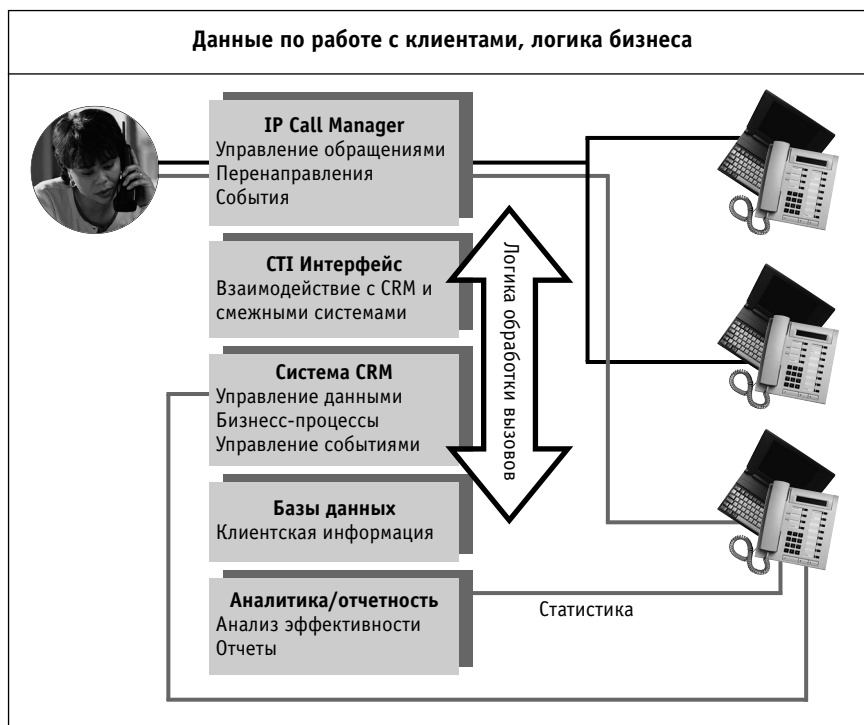 Данные по работе с клиентами, логика бизнеса
IP Call Manager
Управление обращениями
Перенаправления
События
CTI Интерфейс
Взаимодействие с CRM и
смежными системами
Логика обработки вызовов
Система CRM
Управление данными
Бизнесс-процессы
Управление событиями
Базы данных
Клиентская информация
Аналитика/отчетность
Анализ эффективности
Отчеты
Статистика